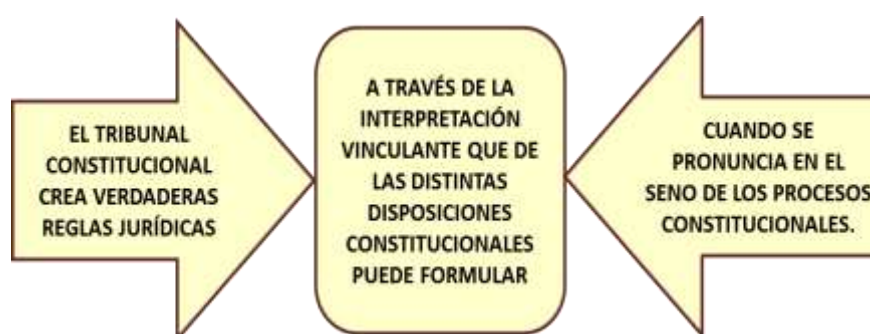 EL TRIBUNAL
CONSTITUCIONAL
CREA VERDADERAS
REGLAS JURÍDICAS
A TRAVÉS DE LA
INTERPRETACIÓN
VINCULANTE QUE DE
LAS DISTINTAS
DISPOSICIONES
CONSTITUCIONALES
PUEDE FORMULAR
CUANDO SE
PRONUNCIA EN EL
SENO DE LOS PROCESOS
CONSTITUCIONALES.